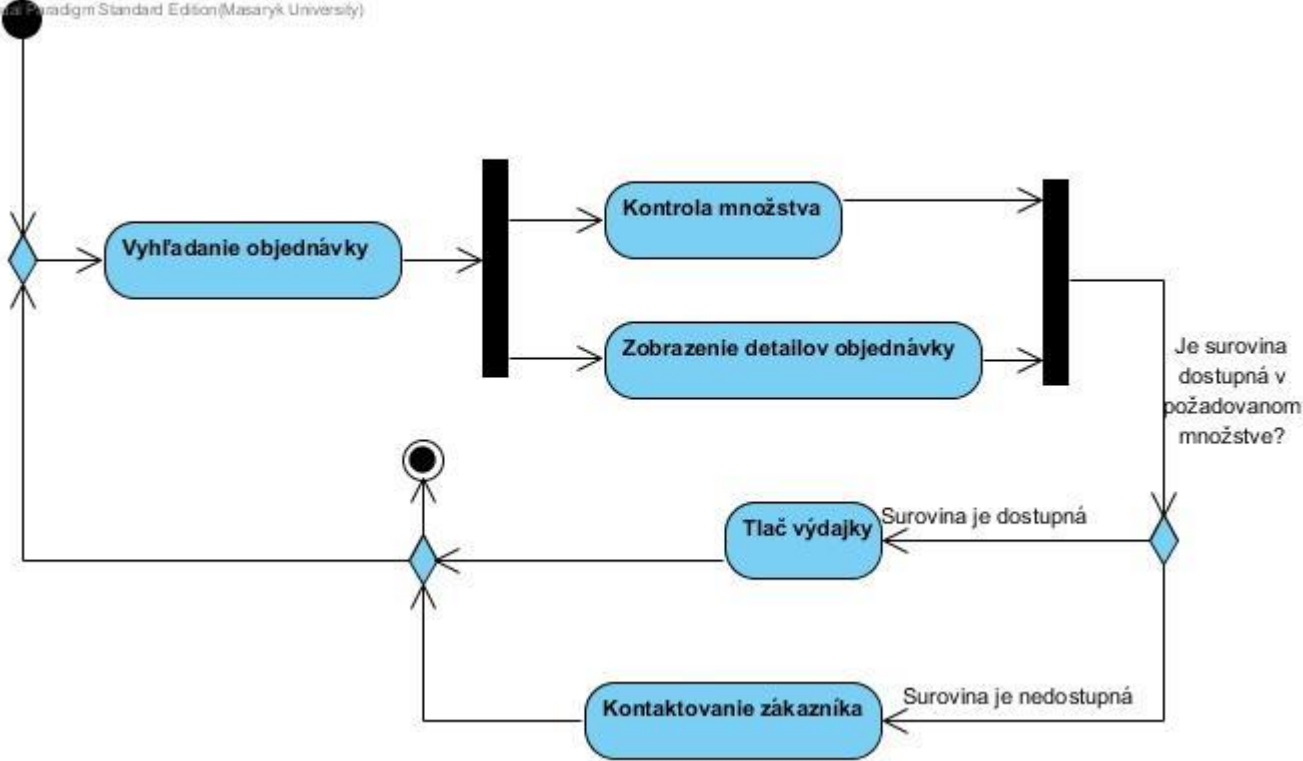 Paradigm Standard Edition(Masaryk University)
Kontrola množstva
Vyhľadanie objednávky
Zobrazenie detailov objednávky
Je surovina
dostupná v
požadovanom
množstve?
Tlač výdajky
Surovina je dostupná
Kontaktovanie zákazníka
Surovina je nedostupná